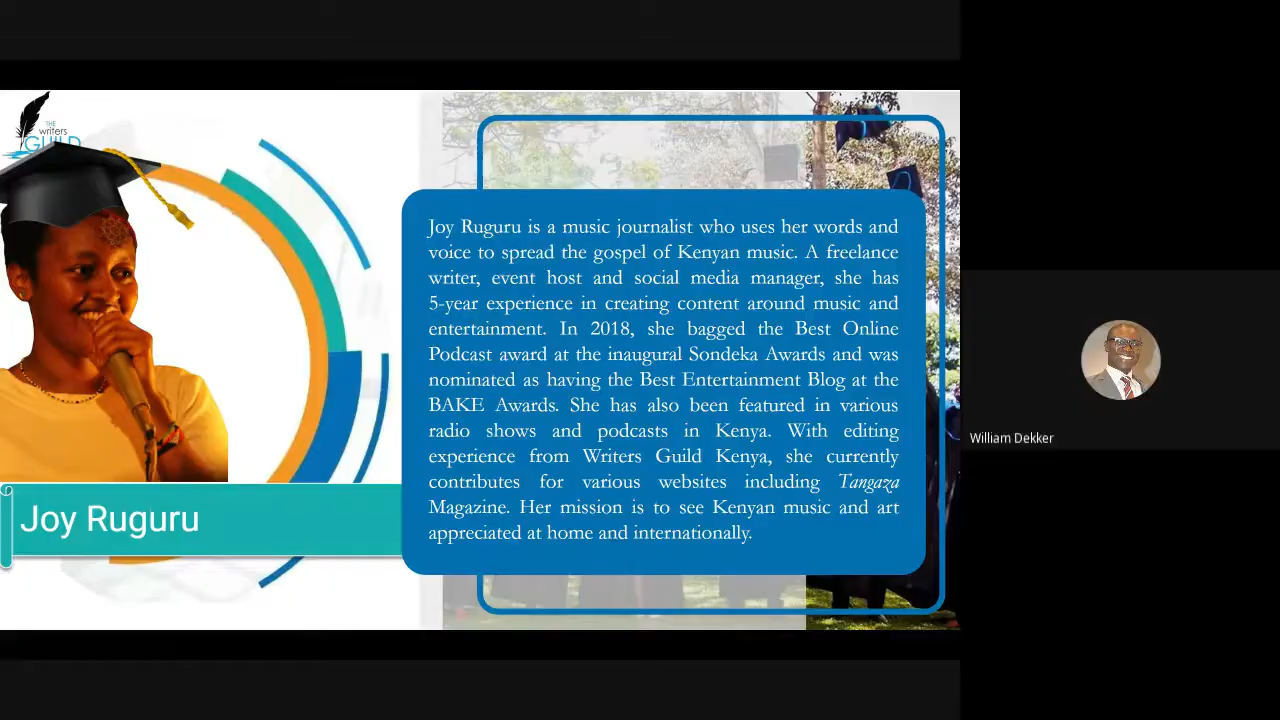 THE
writers
GUILD
Joy Ruguru is a music journalist who uses her words and
voice to spread the gospel of Kenyan music. A freelance
writer, event host and social media manager, she has
5-year experience in creating content around music and
entertainment. In 2018, she bagged the Best Online
Podcast award at the inaugural Sondeka Awards and was
nominated as having the Best Entertainment Blog at the
BAKE Awards. She has also been featured in various
radio shows and podcasts in Kenya. With editing
experience from Writers Guild Kenya, she currently
contributes for various websites including Tangaza
Magazine. Her mission is to see Kenyan music and art
appreciated at home and internationally.
Joy Ruguru
William Dekker